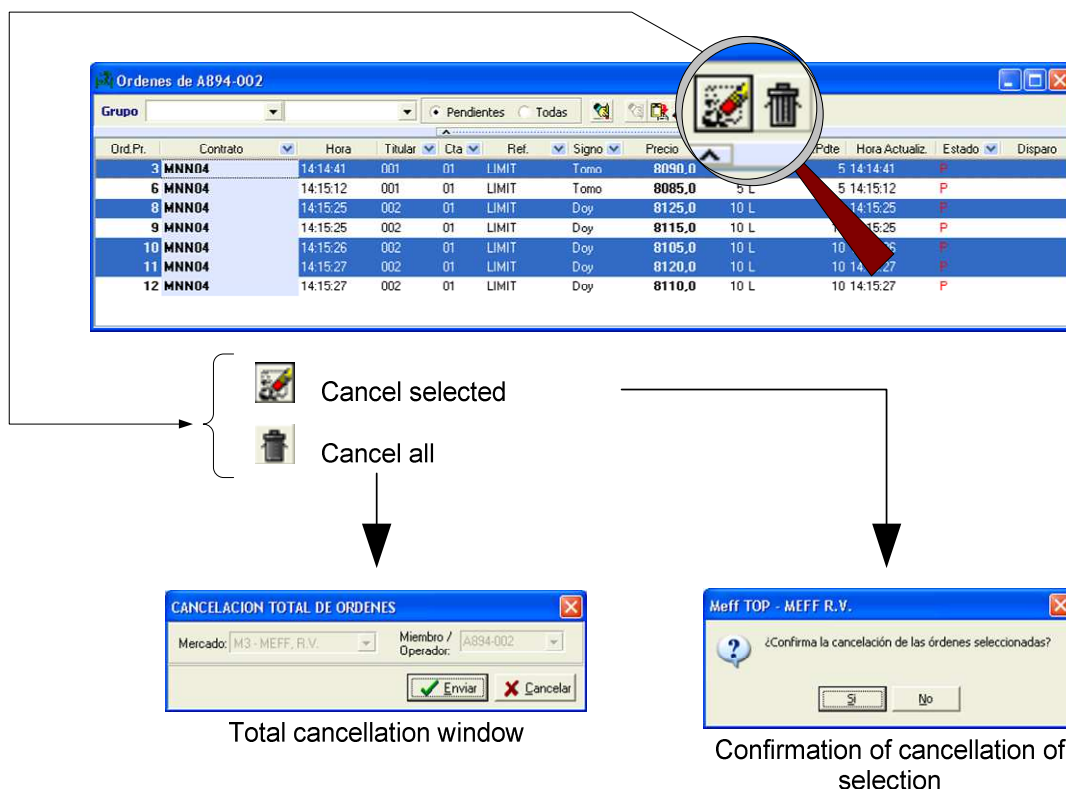 Ordenes de A894-002
Grupo Pendientes Todas
Ord.Pr. Contrato Hora Titular Cta Ref. Signo Precio Pdte Hora Actualiz. Estado Disparo
3 MNN04 14:14:41 001 01 LIMIT Tomo 8090,0 5 14:14:41 P
6 MNN04 14:15:12 001 01 LIMIT Tomo 8085,0 5 L 5 14:15:12 P
8 MNN04 14:15:25 002 01 LIMIT Doy 8125,0 10 L 14:15:25 P
9 MNN04 14:15:25 002 01 LIMIT Doy 8115,0 10 L P
10 MNN04 14:15:26 002 01 LIMIT Doy 8105,0 10 L 10 P
11 MNN04 14:15:27 002 01 LIMIT Doy 8120,0 10 L 10 P
12 MNN04 14:15:27 002 01 LIMIT Doy 8110,0 10 L 10 14:15:27 P
Cancel selected
Cancel all
CANCELACION TOTAL DE ORDENES
Mercado: M3 - MEFF, R.V. Miembro / Operador: A894-002
Enviar Cancelar
Total cancellation window
Meff TOP - MEFF R.V.
¿Confirma la cancelación de las órdenes seleccionadas?
Si No
Confirmation of cancellation of
selection